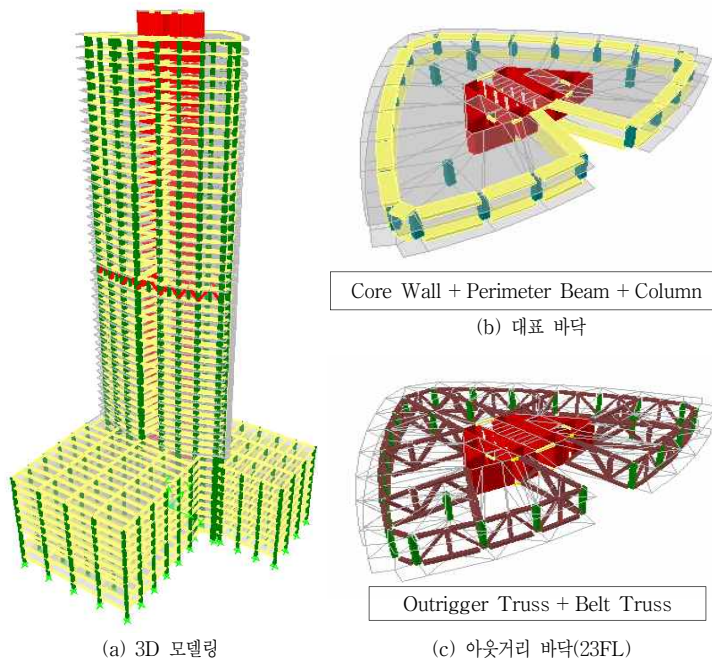 Core Wall + Perimeter Beam + Column
(b) 대표 바닥
Outrigger Truss + Belt Truss
(a) 3D 모델링
(c) 아웃거리 바닥(23FL)